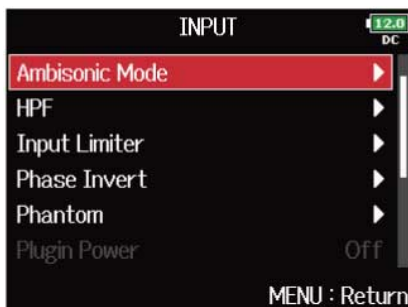 INPUT
12.0
DC
Ambisonic Mode
HPF
Input Limiter
Phase Invert
Phantom
Plugin Power Off
MENU : Return